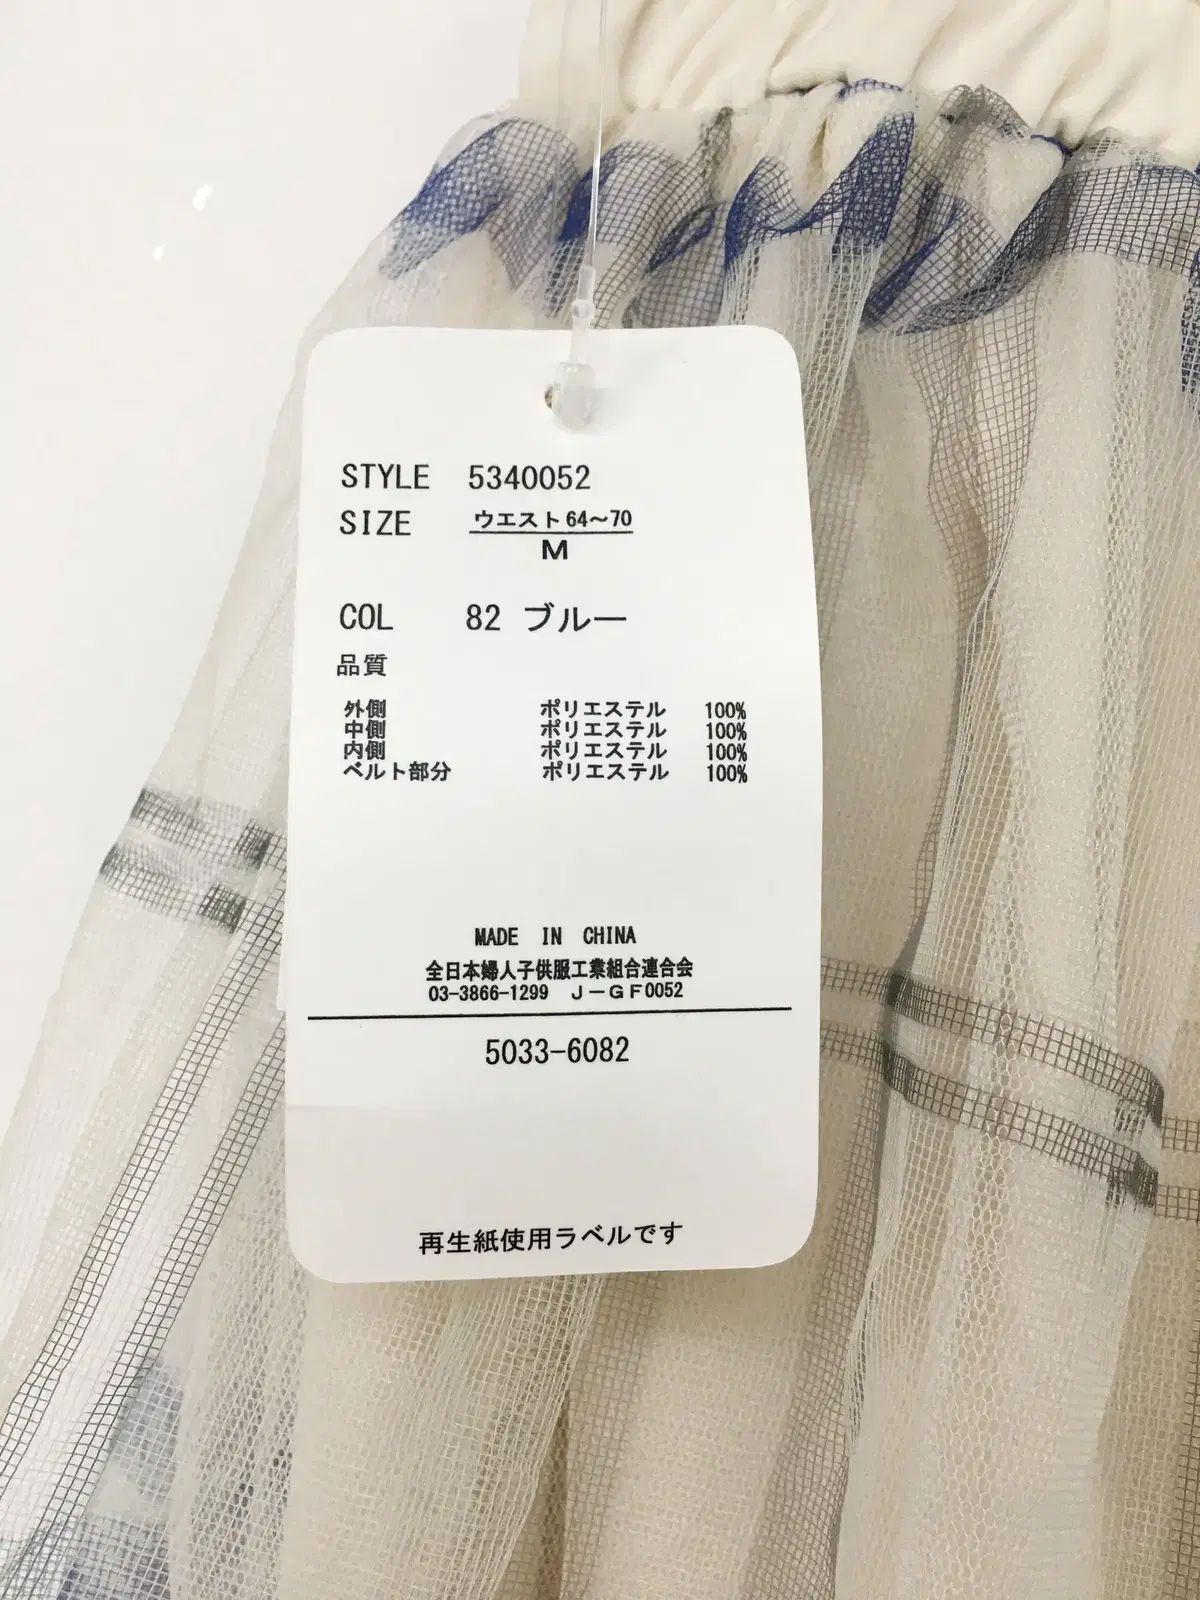 STYLE 5340052
SIZE ウエスト64～70
M
COL 82 ブルー
品質
外側 ポリエステル 100%
中側 ポリエステル 100%
内側 ポリエステル 100%
ベルト部分 ポリエステル 100%
MADE IN CHINA
全日本婦人子供服工業組合連合会
03-3866-1299 J－GF0052
5033-6082
再生紙使用ラベルです